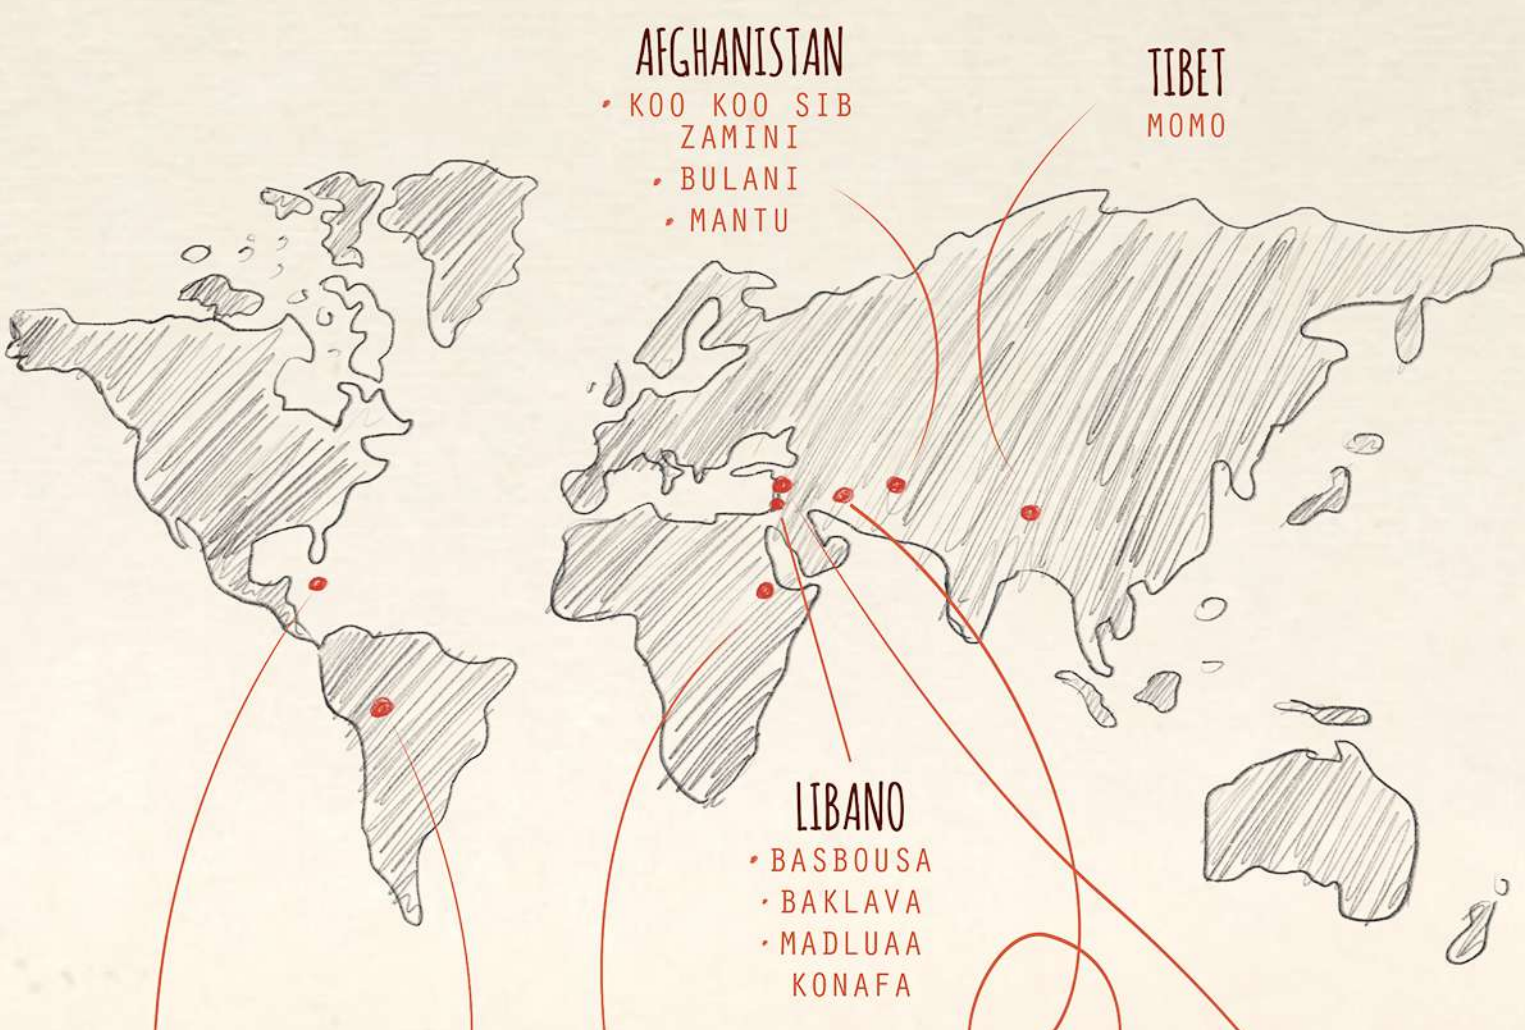 AFGHANISTAN
• KOO KOO SIB
ZAMINI
• BULANI
• MANTU
TIBET
MOMO
LIBANO
• BASBOUSA
• BAKLAVA
• MADLUAA
KONAFA